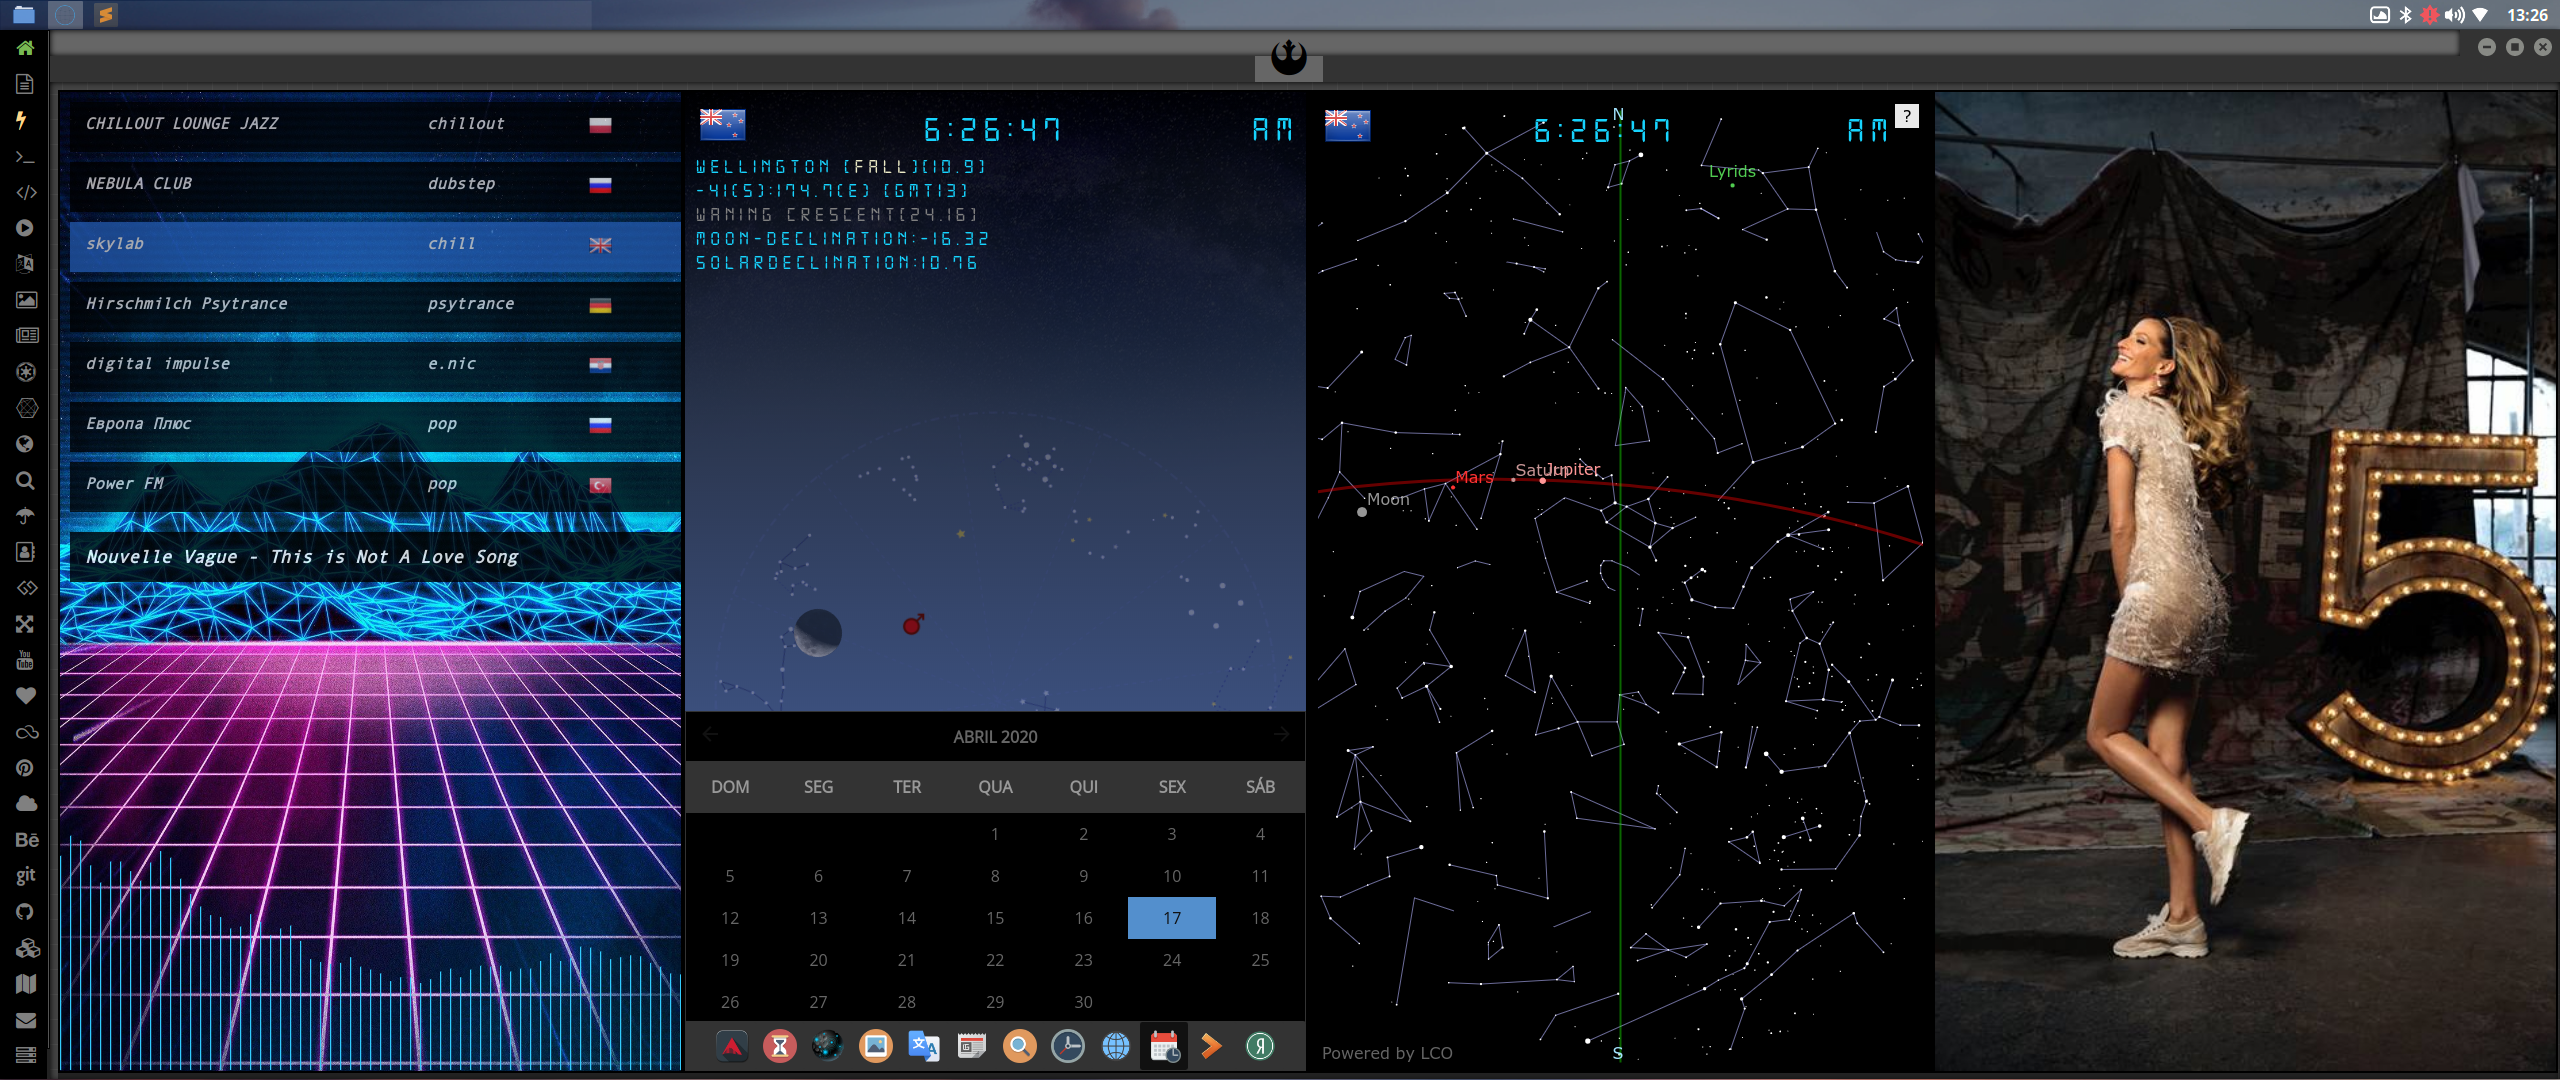 13:26
CHILLOUT LOUNGE JAZZ chillout
NEBULA CLUB dubstep
skylab chill
Hirschmilch Psytrance psytrance
digital impulse e.nic
Европа Плюс pop
Power FM pop
Nouvelle Vague - This is Not A Love Song
You
Tube
Bē
git
6:26:47 AM
WELLINGTON (FALL)(10.9)
-41(S):174.7(E) (GMT13)
WANING CRESCENT(24.16)
MOON-DECLINATION:-16.32
SOLARDECLINATION:10.76
ABRIL 2020
DOM SEG TER QUA QUI SEX SÁB
1 2 3 4
5 6 7 8 9 10 11
12 13 14 15 16 17 18
19 20 21 22 23 24 25
26 27 28 29 30
N
6:26:47 AM ?
Lyrids
Mars Saturn Jupiter
Moon
Powered by LCO
S
5